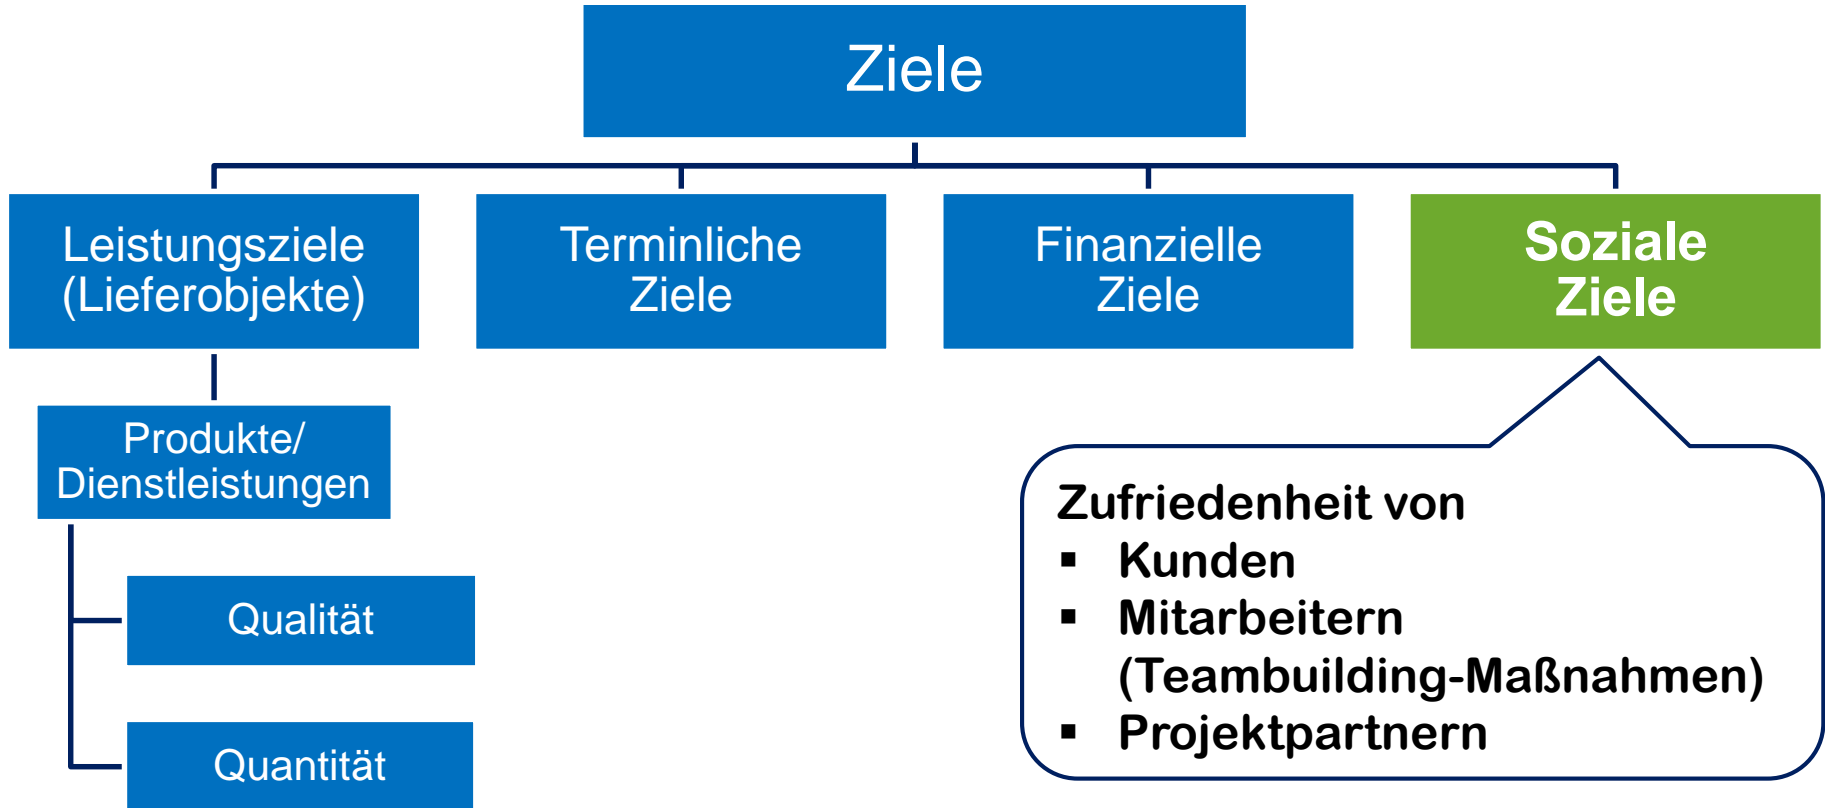 Ziele
Leistungsziele
(Lieferobjekte)
Terminliche
Ziele
Finanzielle
Ziele
Soziale
Ziele
Produkte/
Dienstleistungen
Qualität
Quantität
Zufriedenheit von
▪ Kunden
▪ Mitarbeitern
(Teambuilding-Maßnahmen)
▪ Projektpartnern